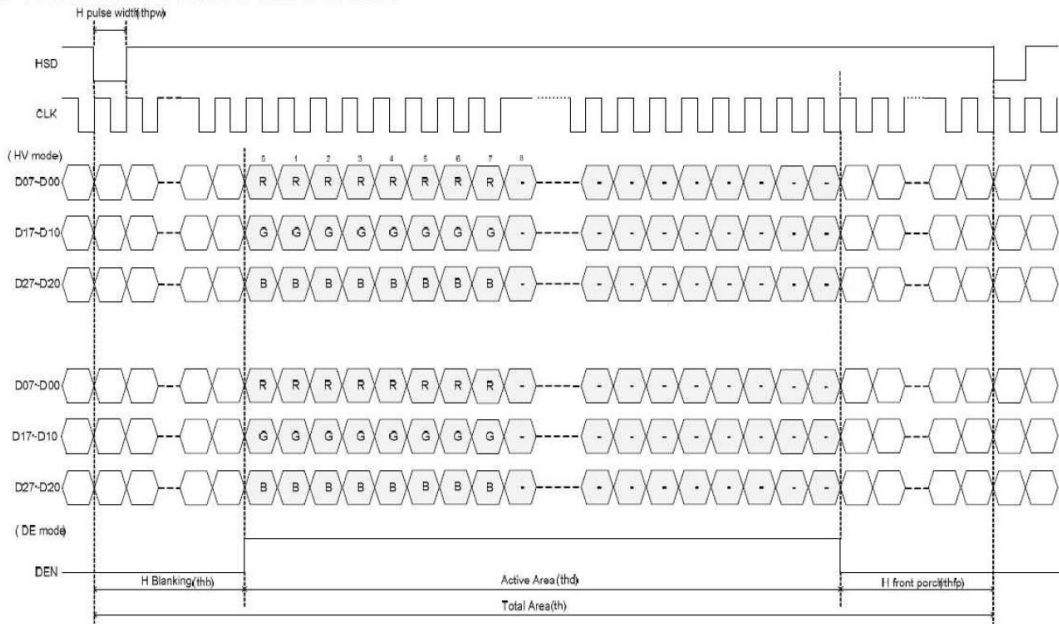 H pulse width(thpw)
HSD
CLK
( HV mode)
0 1 2 3 4 5 6 7 8
D07~D00 R R R R R R R R - - - - - - - - -
D17~D10 G G G G G G G G - - - - - - - - -
D27~D20 B B B B B B B B - - - - - - - - -
D07~D00 R R R R R R R R - - - - - - - - -
D17~D10 G G G G G G G G - - - - - - - - -
D27~D20 B B B B B B B B - - - - - - - - -
( DE mode)
DEN
H Blanking(thb) Active Area(thd) H front porch(thfp)
Total Area(th)